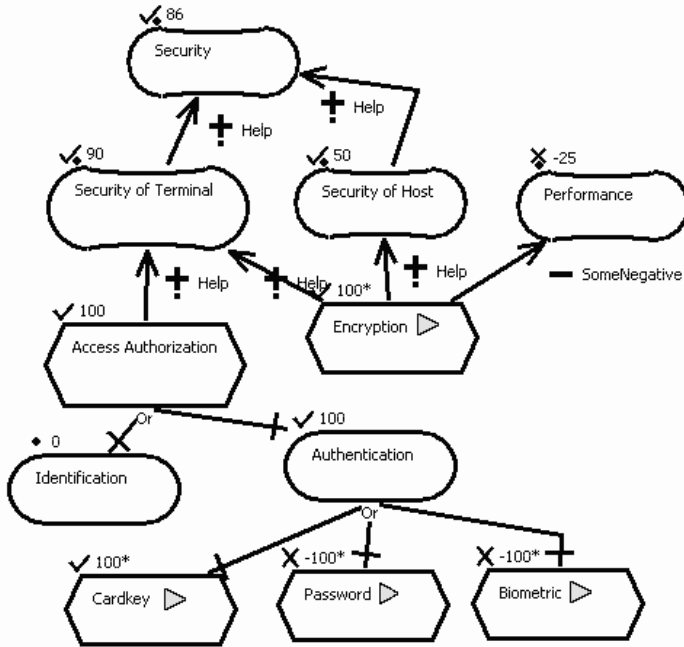 86
Security
Help
Help
90
50
-25
Security of Terminal
Security of Host
Performance
Help
Help
Help
SomeNegative
100
100*
Access Authorization
Encryption
Or
100
0
Identification
Authentication
Or
100*
-100*
-100*
Cardkey
Password
Biometric